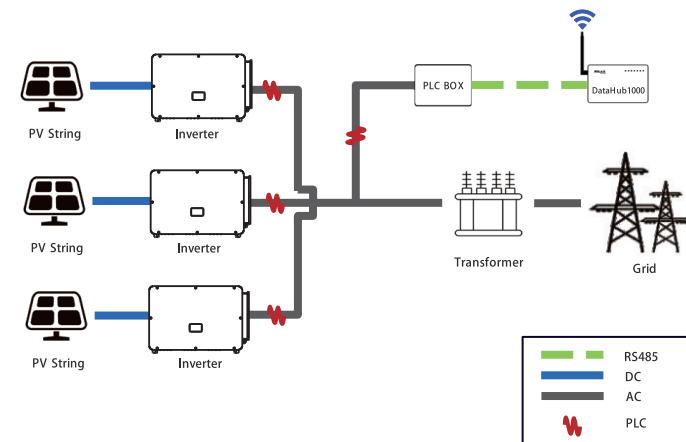 PLC BOX
DataHub1000
PV String
Inverter
PV String
Inverter
Transformer
Grid
PV String
Inverter
RS485
DC
AC
PLC